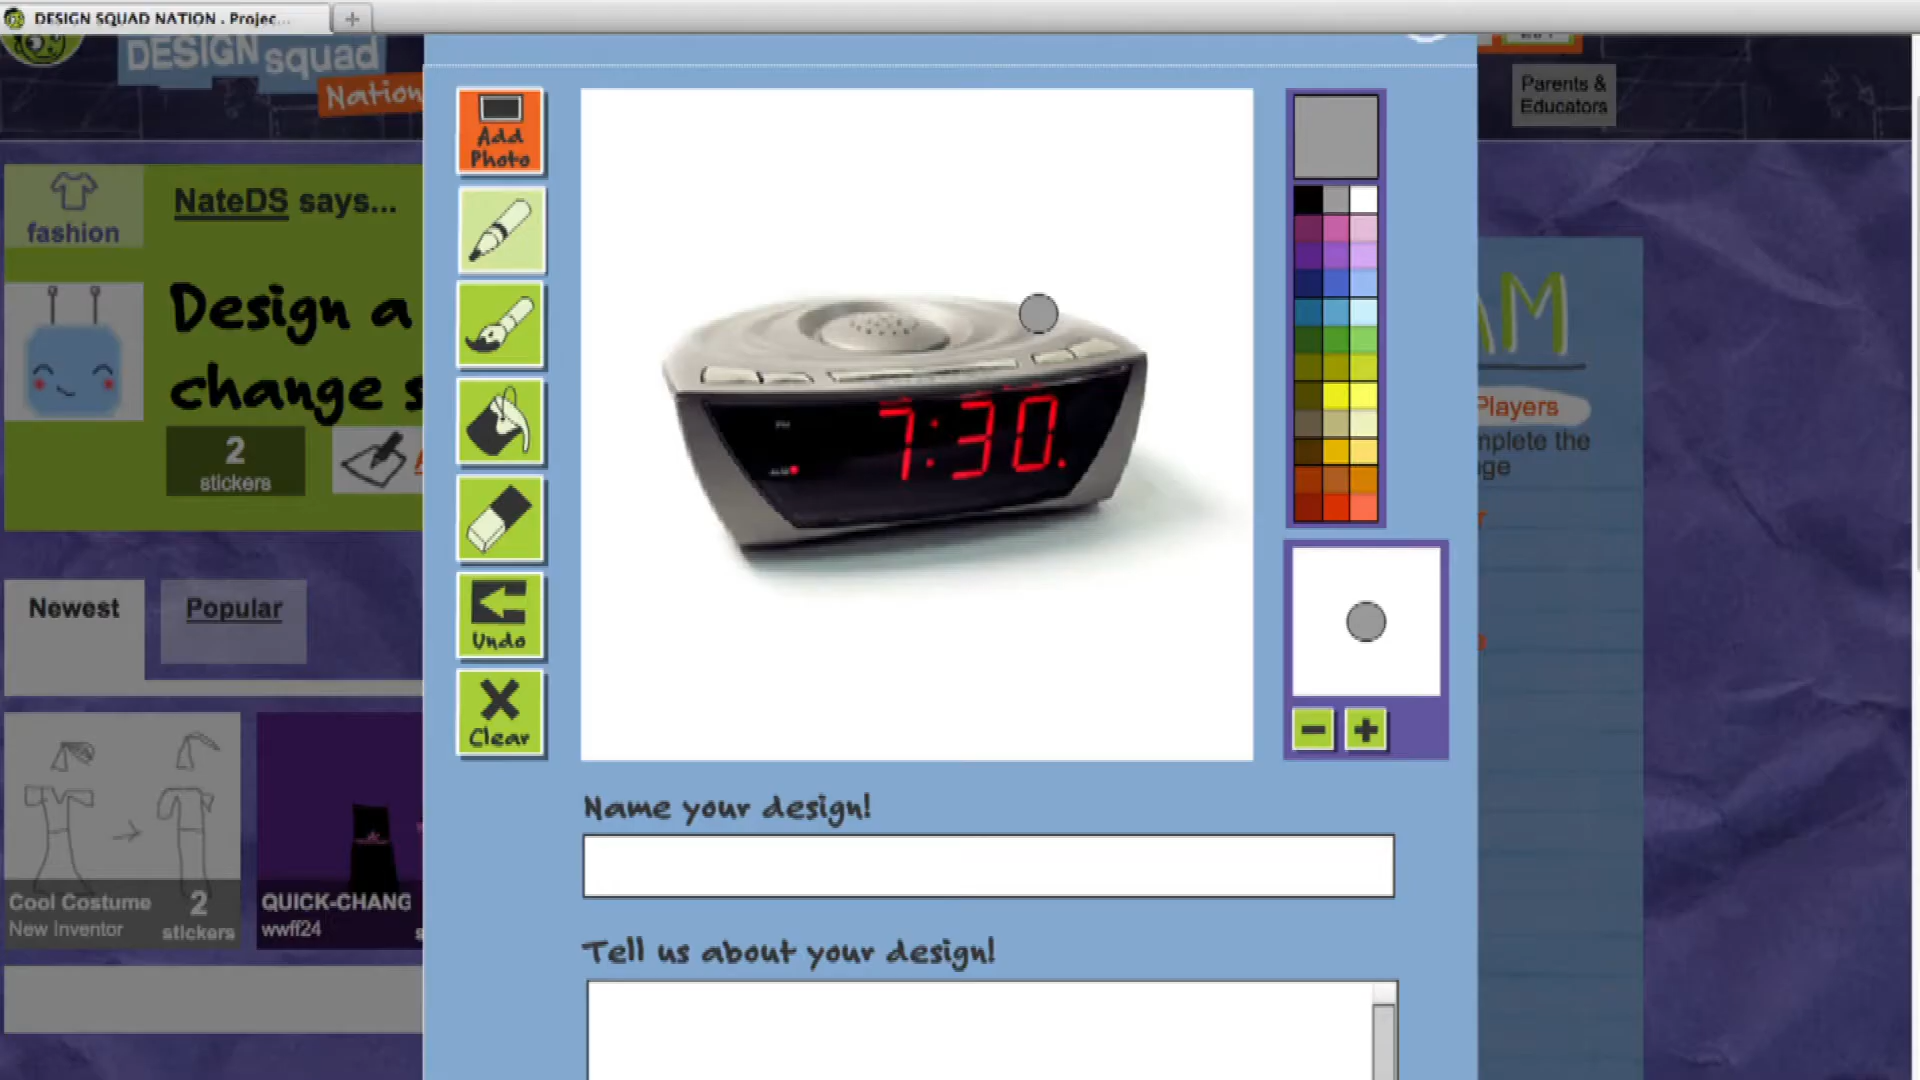 DESIGN SQUAD NATION . Projec...
DESIGN squad
Nation
Parents &
Educators
fashion
NateDS says...
Design a
change s
2
stickers
Add
Photo
Undo
Clear
7:30.
Players
mplete the
Newest
Popular
Cool Costume
New Inventor
2
stickers
QUICK-CHANG
wwff24
Name your design!
Tell us about your design!